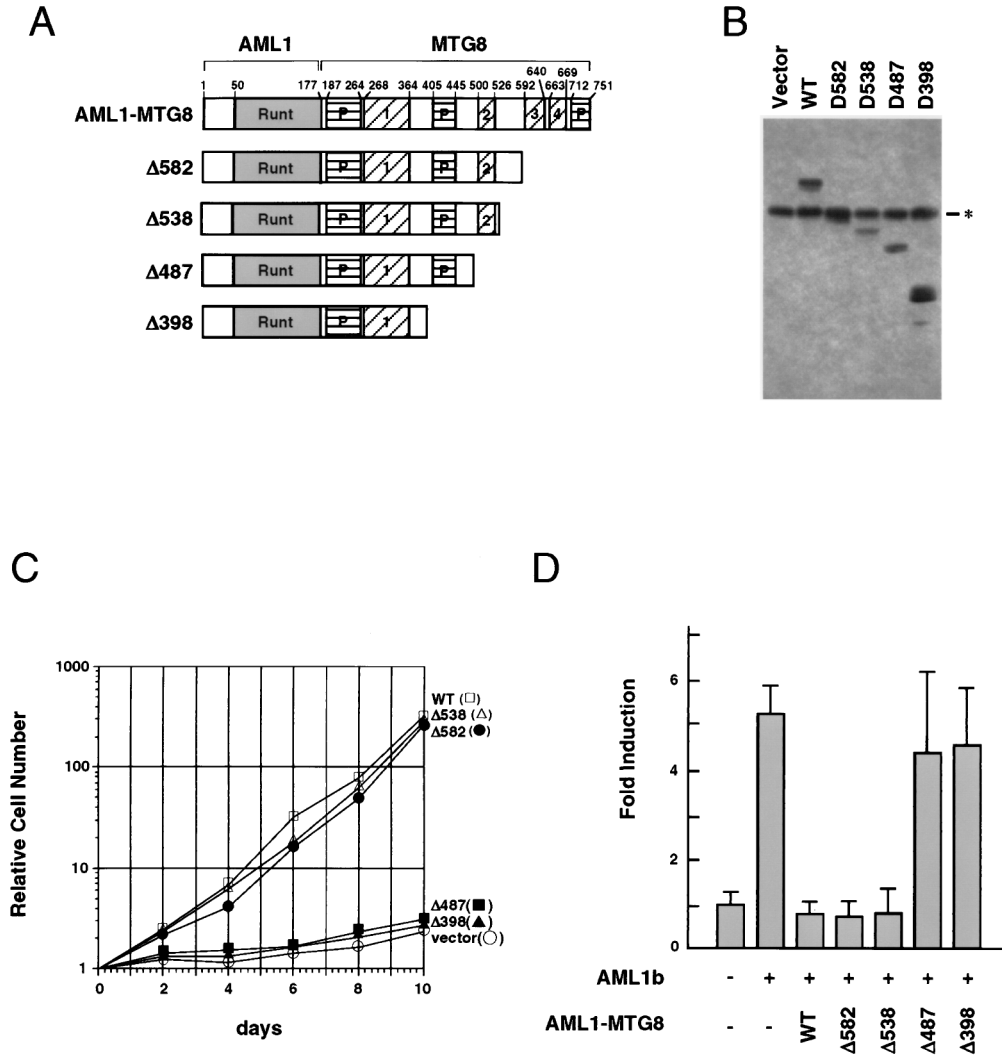 A
AML1 MTG8
1 50 177 187 264 268 364 405 445 500 526 592 640 663 669 712 751
AML1-MTG8 Runt P 1 P 2 3 4 P
Δ582 Runt P 1 P 2
Δ538 Runt P 1 P 2
Δ487 Runt P 1 P
Δ398 Runt P 1
B
Vector WT D582 D538 D487 D398
*
C
Relative Cell Number
1000
100
10
1
0 2 4 6 8 10
days
WT (□)
Δ538 (△)
Δ582(●)
Δ487(■)
Δ398(▲)
vector(○)
D
Fold Induction
6
4
2
0
AML1b - + + + + + +
AML1-MTG8 - - WT Δ582 Δ538 Δ487 Δ398